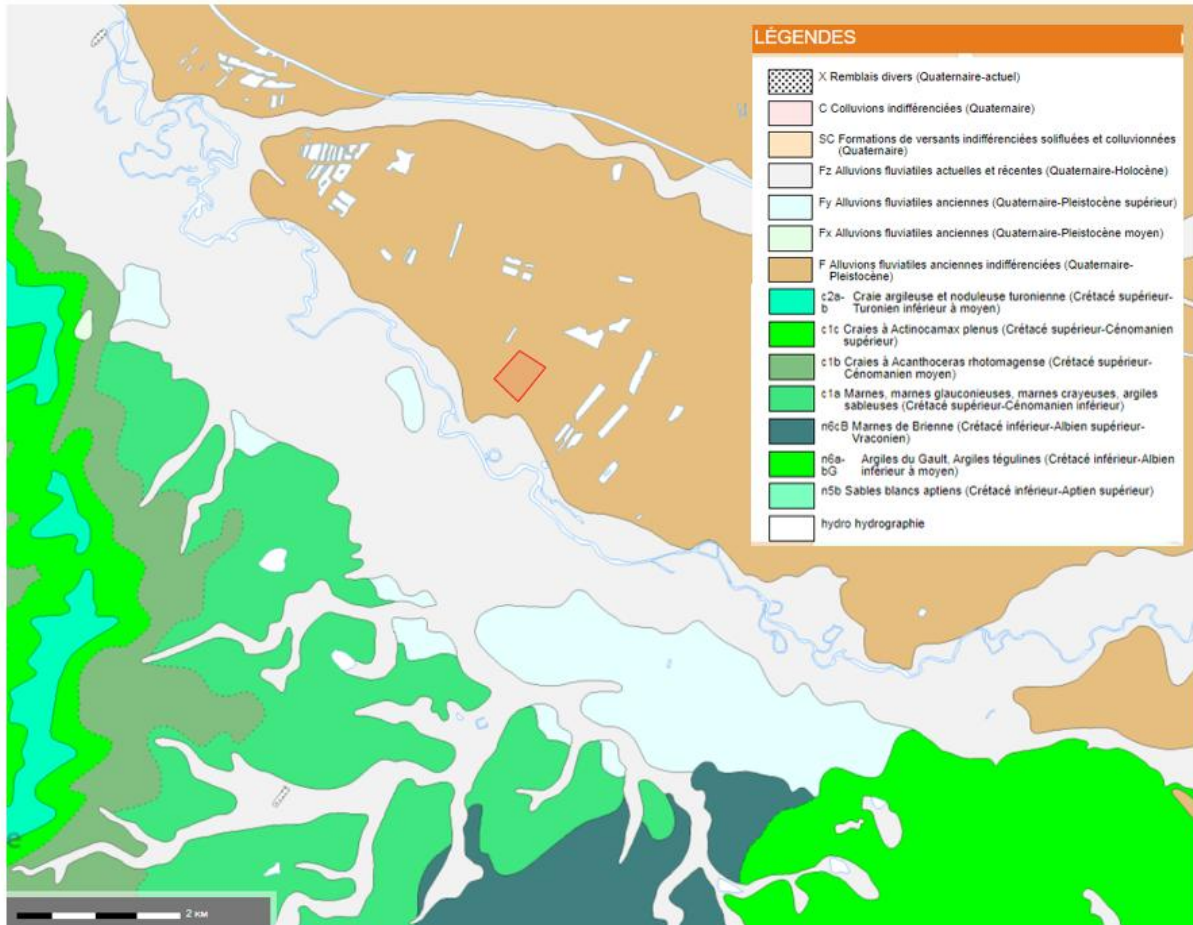 LÉGENDES
X Remblais divers (Quaternaire-actuel)
C Colluvions indifférenciées (Quaternaire)
SC Formations de versants indifférenciées solifluées et colluvionnées
(Quaternaire)
Fz Alluvions fluviatiles actuelles et récentes (Quaternaire-Holocène)
Fy Alluvions fluviatiles anciennes (Quaternaire-Pleistocène supérieur)
Fx Alluvions fluviatiles anciennes (Quaternaire-Pleistocène moyen)
F Alluvions fluviatiles anciennes indifférenciées (Quaternaire-
Pleistocène)
c2a- Craie argileuse et noduleuse turonienne (Crétacé supérieur-
b Turonien inférieur à moyen)
c1c Craies à Actinocamax plenus (Crétacé supérieur-Cénomanien
supérieur)
c1b Craies à Acanthoceras rhotomagense (Crétacé supérieur-
Cénomanien moyen)
c1a Marnes, marnes glauconieuses, marnes crayeuses, argiles
sableuses (Crétacé supérieur-Cénomanien inférieur)
n6cB Marnes de Brienne (Crétacé inférieur-Albien supérieur-
Vraconien)
n6a- Argiles du Gault, Argiles tégulines (Crétacé inférieur-Albien
bG inférieur à moyen)
n5b Sables blancs aptiens (Crétacé inférieur-Aptien supérieur)
hydro hydrographie
e
2 KM